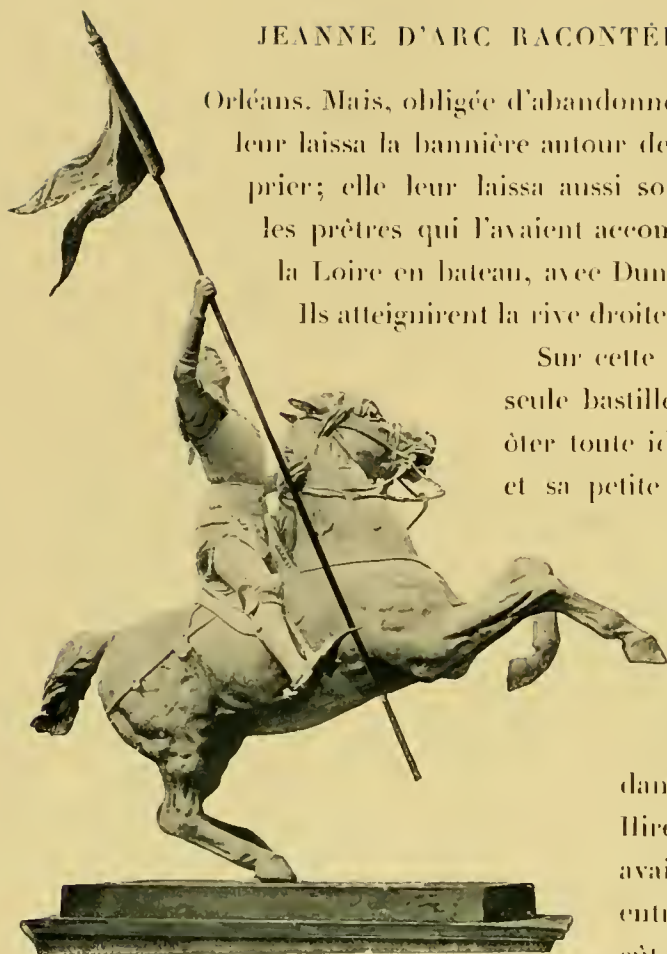 JEANNE D'ARC RACONTÉE
Orléans. Mais, obligée d'abandonne
leur laissa la bannière autour de
prier; elle leur laissa aussi so
les prêtres qui l'avaient accom
la Loire en bateau, avec Dun
Ils atteignirent la rive droite
Sur cette
seule bastille
ôter toute id
et sa petite
dan
Hire
avai
entr